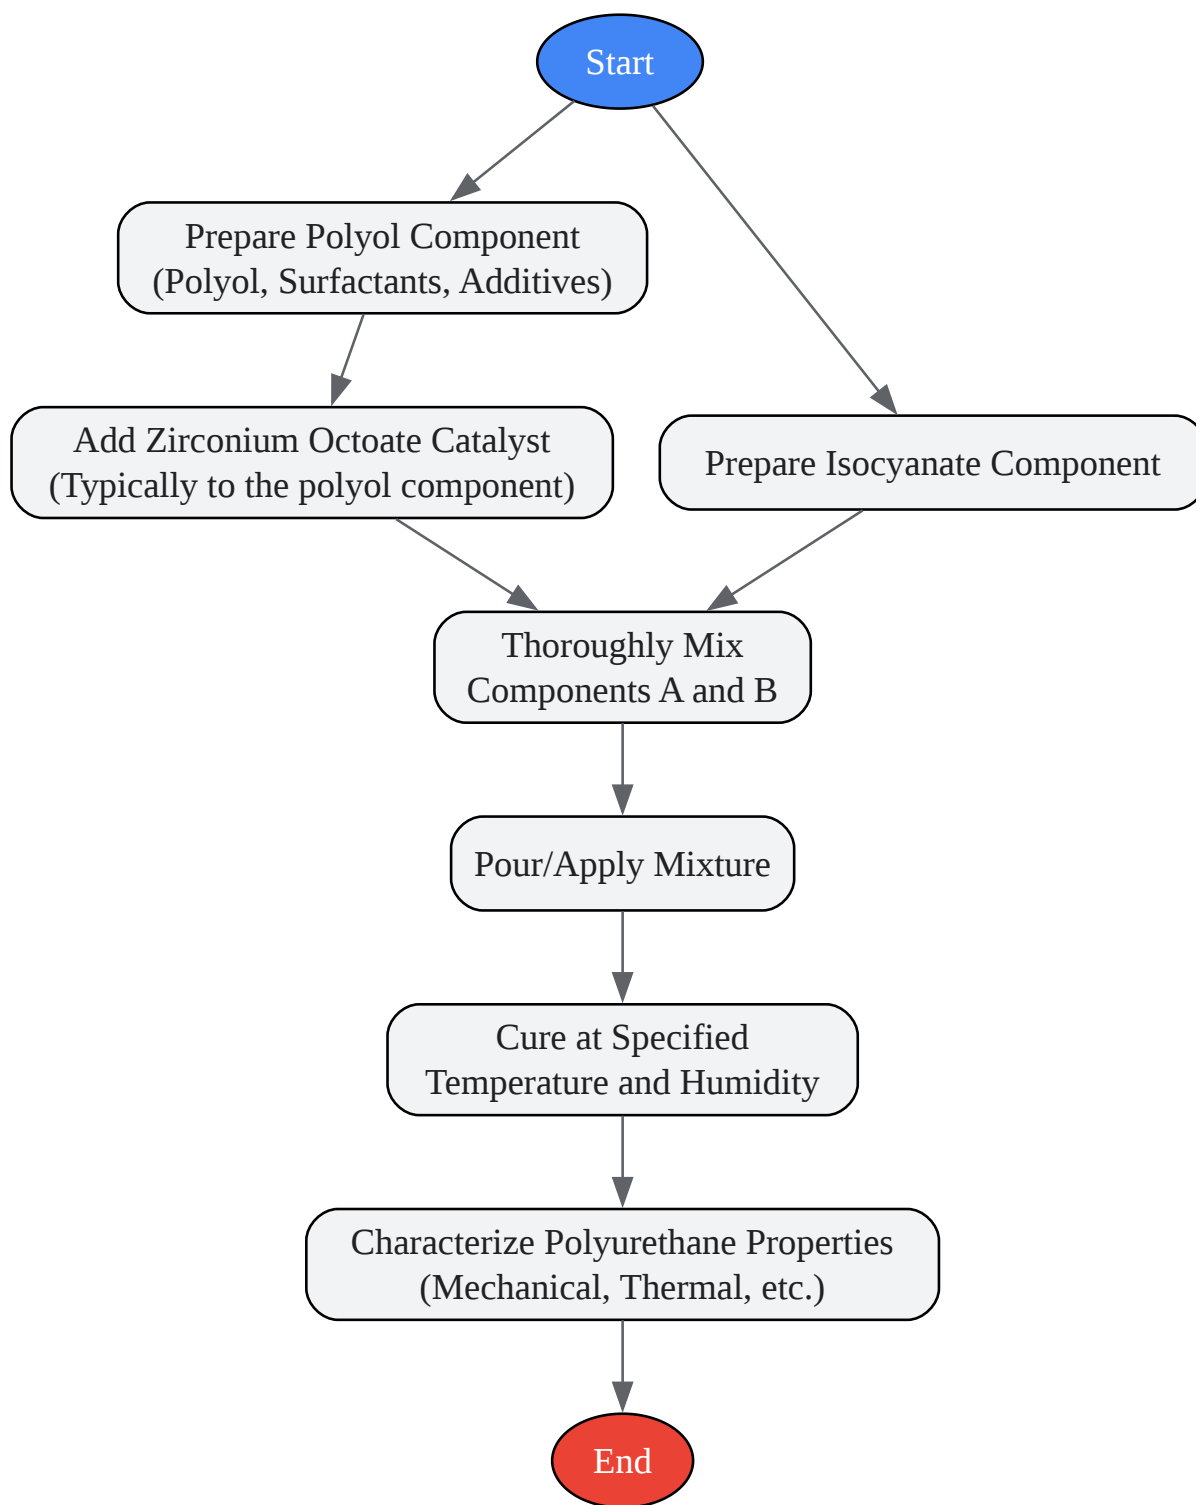 Start
Prepare Polyol Component
(Polyol, Surfactants, Additives)
Add Zirconium Octoate Catalyst
(Typically to the polyol component)
Prepare Isocyanate Component
Thoroughly Mix
Components A and B
Pour/Apply Mixture
Cure at Specified
Temperature and Humidity
Characterize Polyurethane Properties
(Mechanical, Thermal, etc.)
End